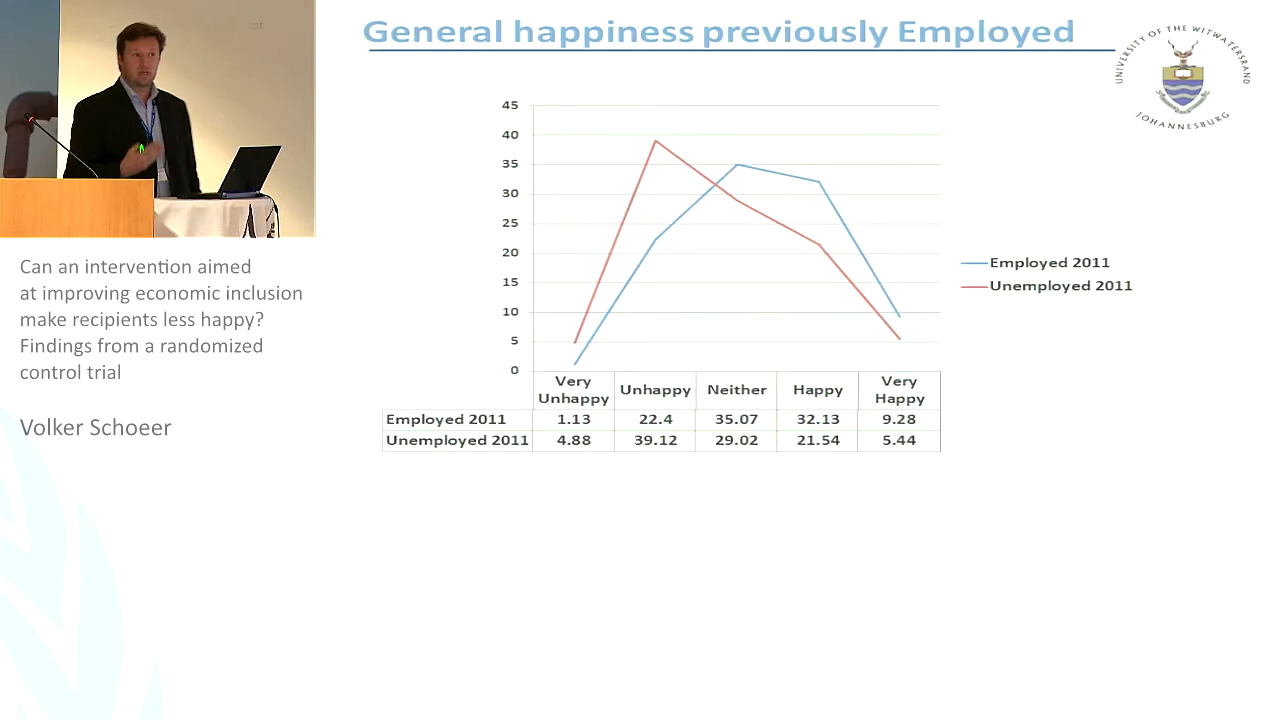 General happiness previously Employed
UNIVERSITY OF THE WITWATERSRAND
JOHANNESBURG
Can an intervention aimed
at improving economic inclusion
make recipients less happy?
Findings from a randomized
control trial
Volker Schoeer
45
40
35
30
25
20
15
10
5
0
Employed 2011
Unemployed 2011
Very Unhappy Unhappy Neither Happy Very Happy
Employed 2011 1.13 22.4 35.07 32.13 9.28
Unemployed 2011 4.88 39.12 29.02 21.54 5.44